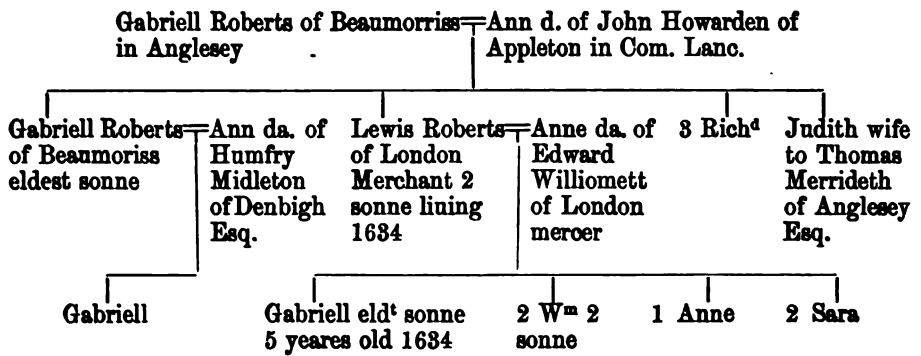 Gabriell Roberts of Beaumorriss
in Anglesey
Ann d. of John Howarden of
Appleton in Com. Lanc.
Gabriell Roberts
of Beaumoriss
eldest sonne
Ann da. of
Humfry
Midleton
of Denbigh
Esq.
Lewis Roberts
of London
Merchant 2
sonne liuing
1634
Anne da. of
Edward
Williomett
of London
mercer
3 Richᵈ
Judith wife
to Thomas
Merrideth
of Anglesey
Esq.
Gabriell
Gabriell eldᵗ sonne
5 yeares old 1634
2 Wᵐ 2
sonne
1 Anne
2 Sara